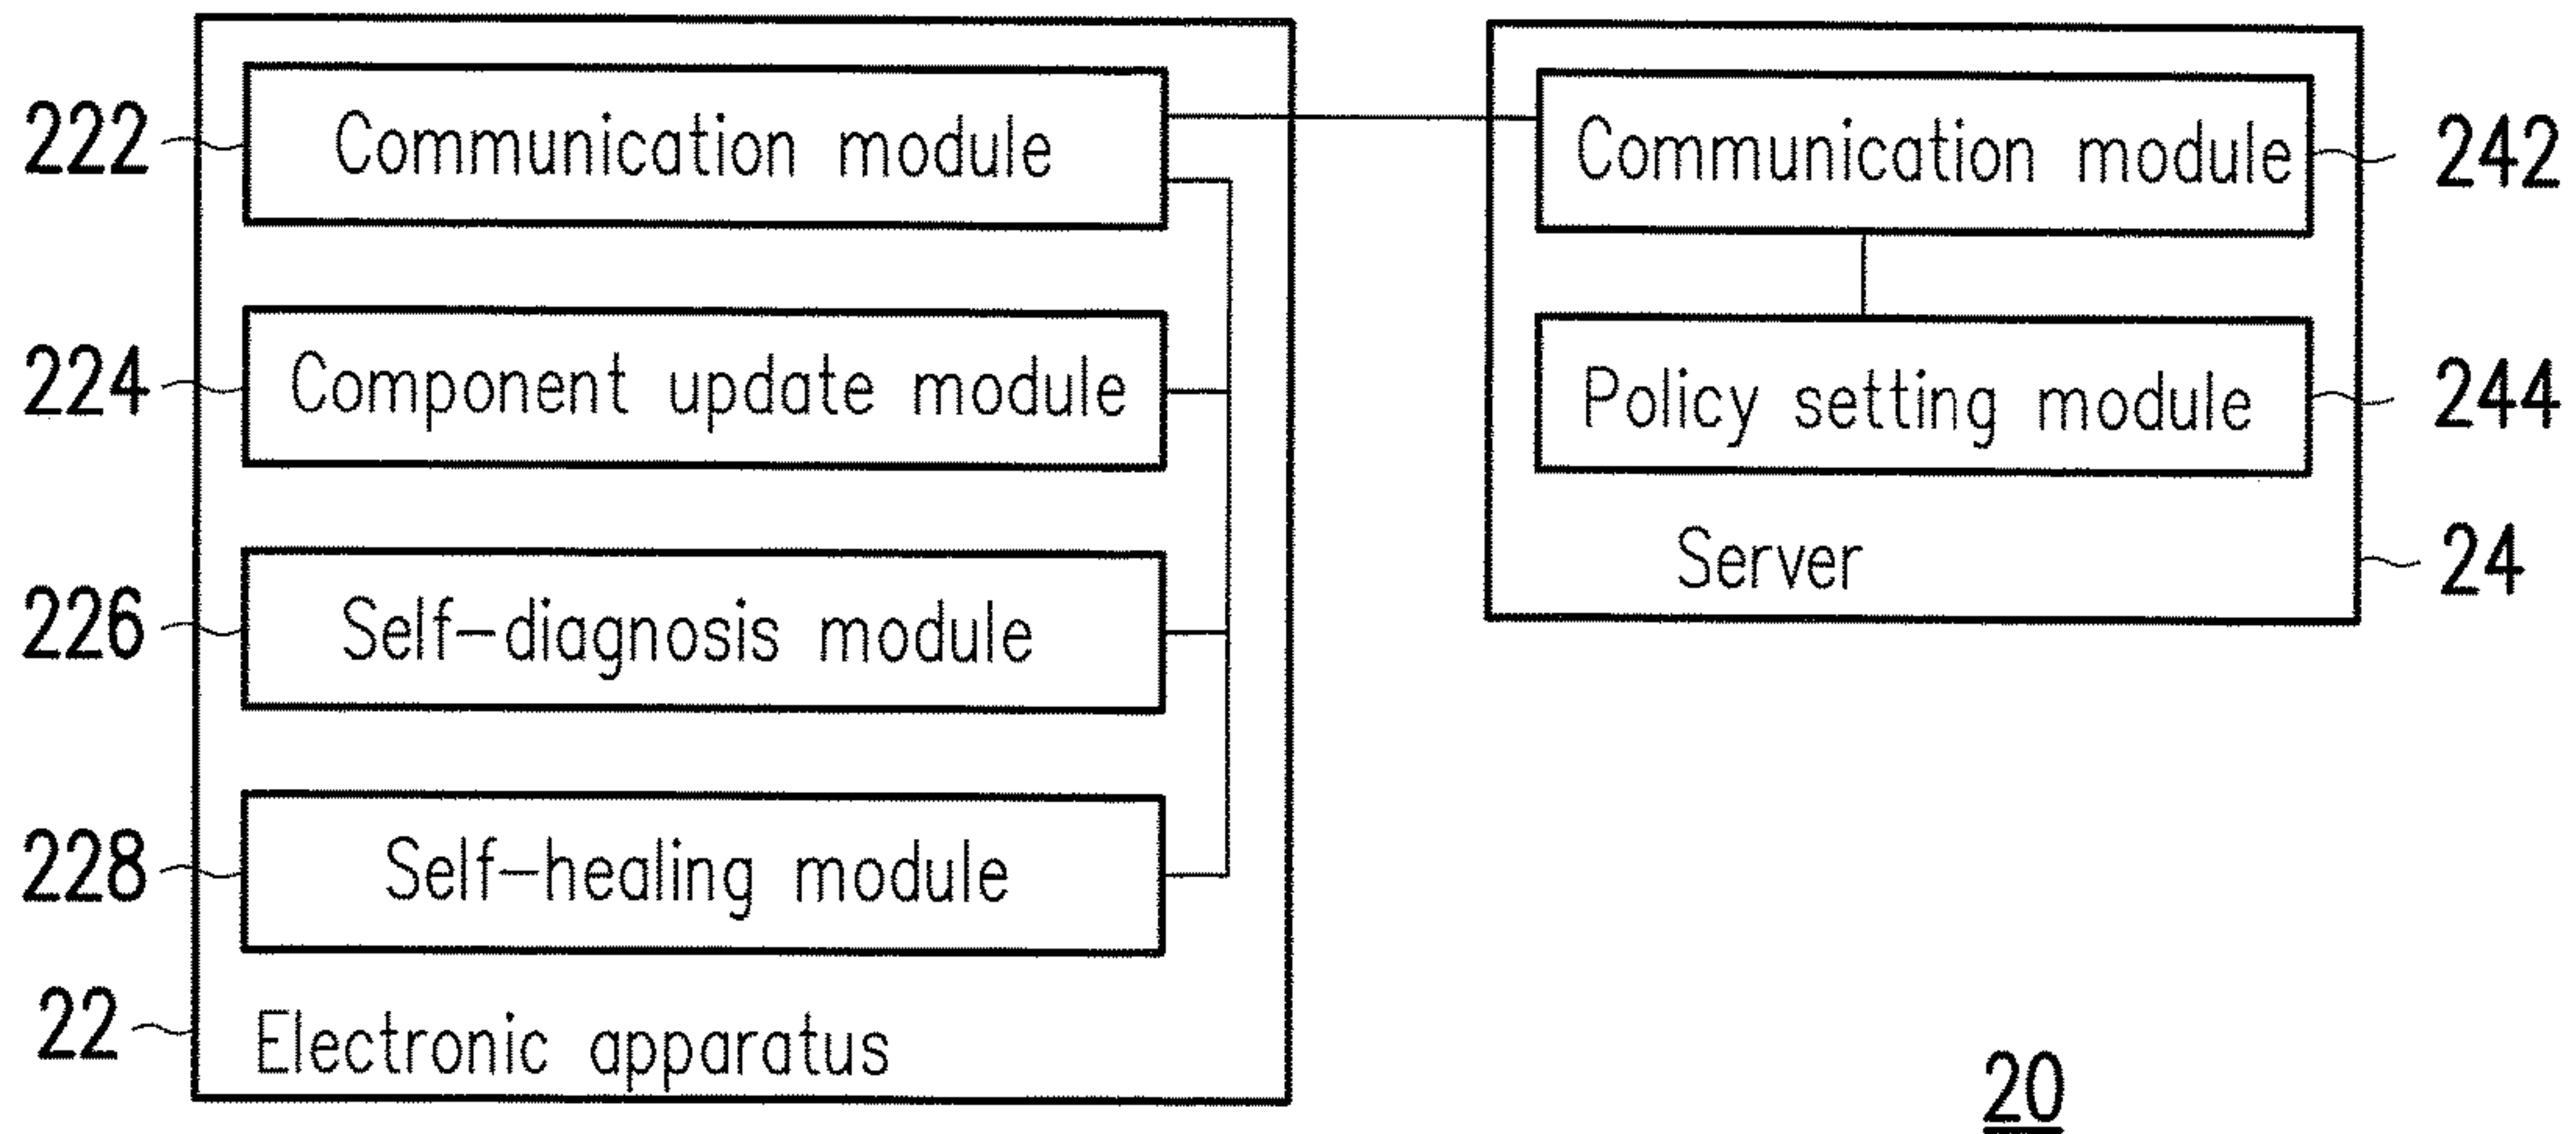 222
Communication module
224
Component update module
226
Self-diagnosis module
228
Self-healing module
22
Electronic apparatus
Communication module
242
Policy setting module
244
Server
24
20